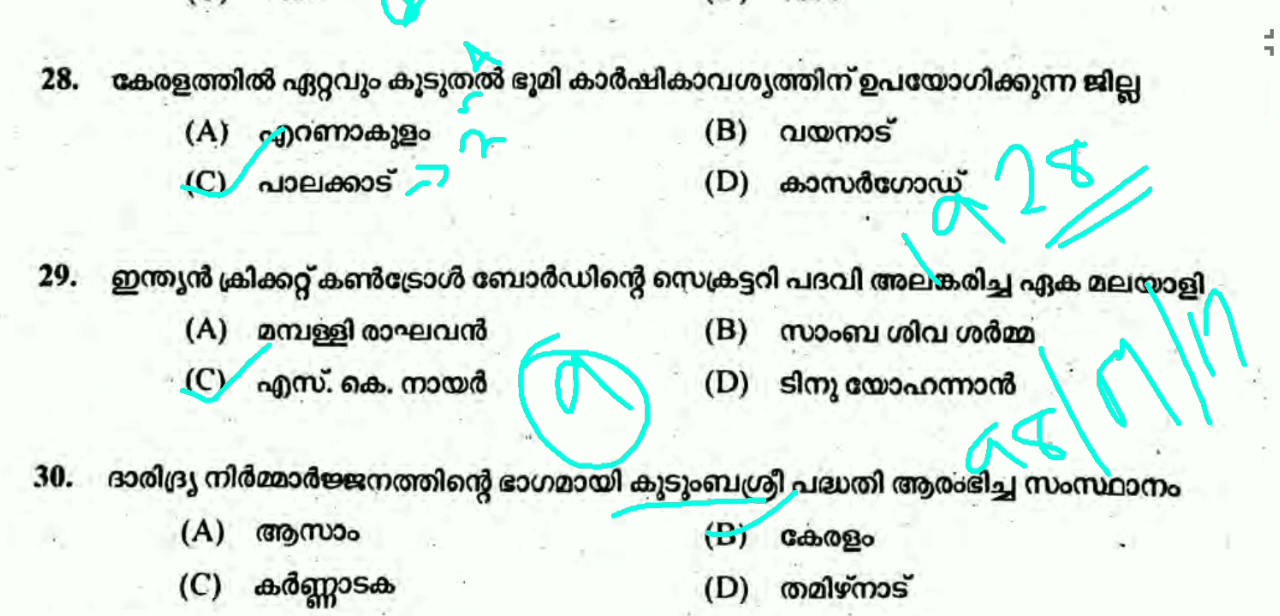 28. കേരളത്തിൽ ഏറ്റവും കൂടുതൽ ഭൂമി കാർഷികാവശ്യത്തിന് ഉപയോഗിക്കുന്ന ജില്ല
(A) എറണാകുളം (B) വയനാട്
(C) പാലക്കാട് (D) കാസർഗോഡ്
928
29. ഇന്ത്യൻ ക്രിക്കറ്റ് കൺട്രോൾ ബോർഡിന്റെ സെക്രട്ടറി പദവി അലങ്കരിച്ച ഏക മലയാളി
(A) മമ്പള്ളി രാഘവൻ (B) സാംബ ശിവ ശർമ്മ
(C) എസ്. കെ. നായർ (D) ടിനു യോഹന്നാൻ
30. ദാരിദ്ര്യ നിർമ്മാർജ്ജനത്തിന്റെ ഭാഗമായി കുടുംബശ്രീ പദ്ധതി ആരംഭിച്ച സംസ്ഥാനം
(A) ആസാം (B) കേരളം
(C) കർണ്ണാടക (D) തമിഴ്നാട്